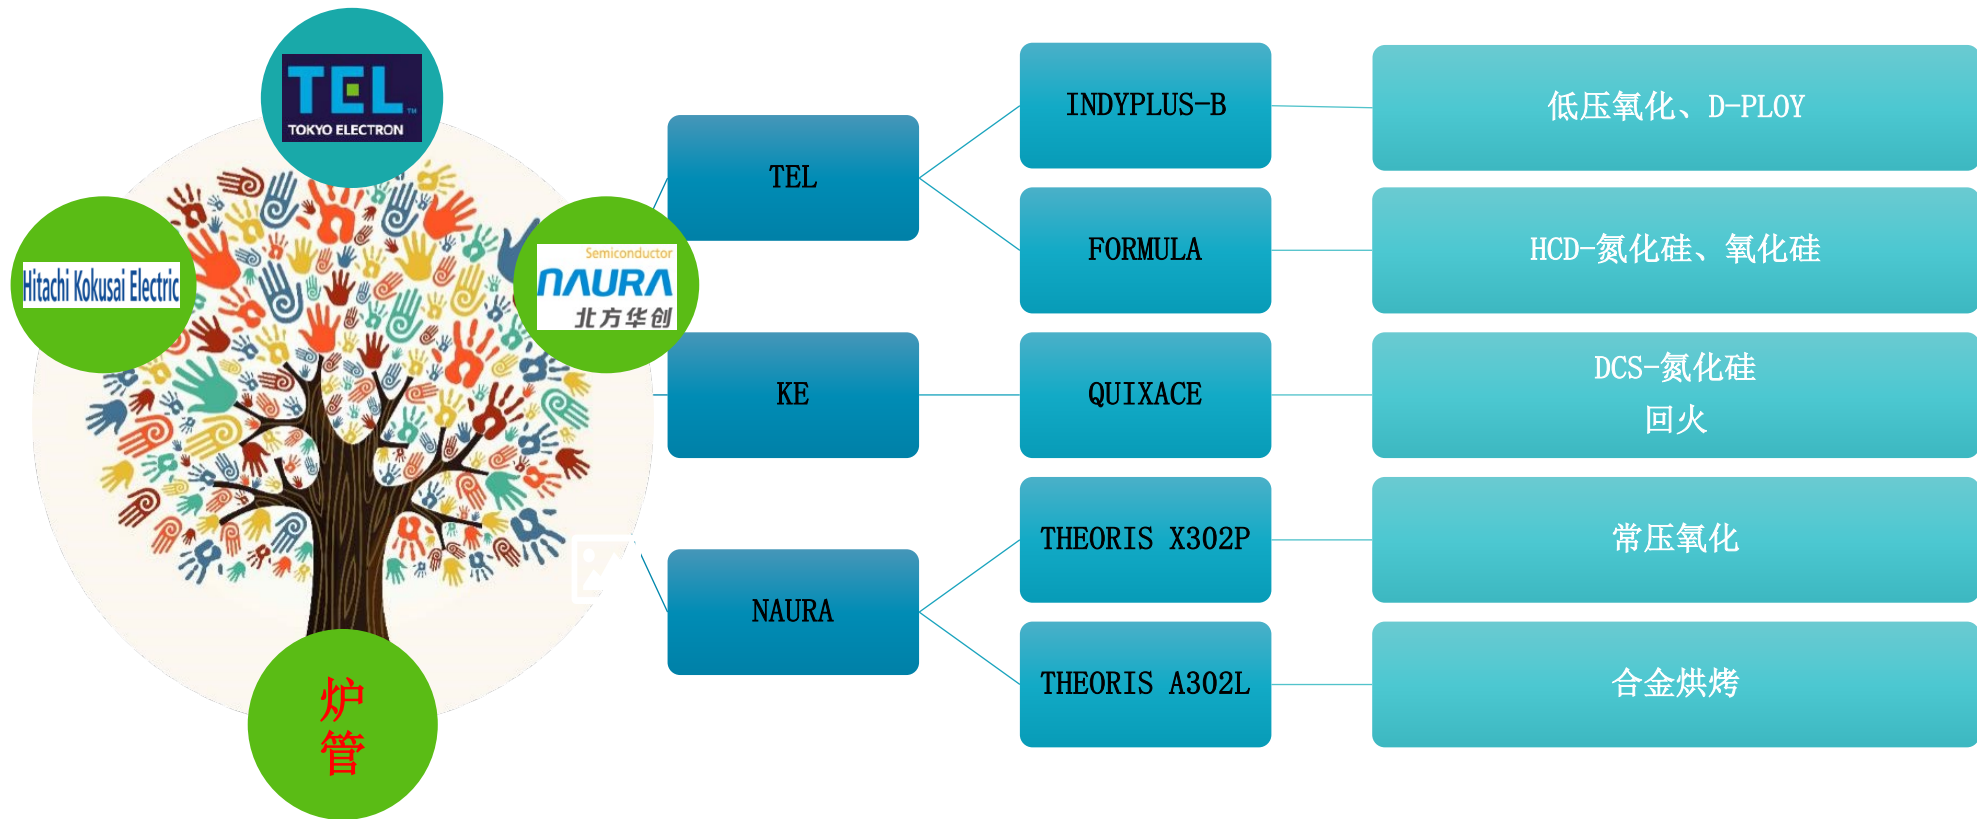 TEL
TM
TOKYO ELECTRON
Hitachi Kokusai Electric
Semiconductor
NAURA
北方华创
炉
管
TEL
INDYPLUS-B
低压氧化、D-PLOY
FORMULA
HCD-氮化硅、氧化硅
KE
QUIXACE
DCS-氮化硅
回火
NAURA
THEORIS X302P
常压氧化
THEORIS A302L
合金烘烤